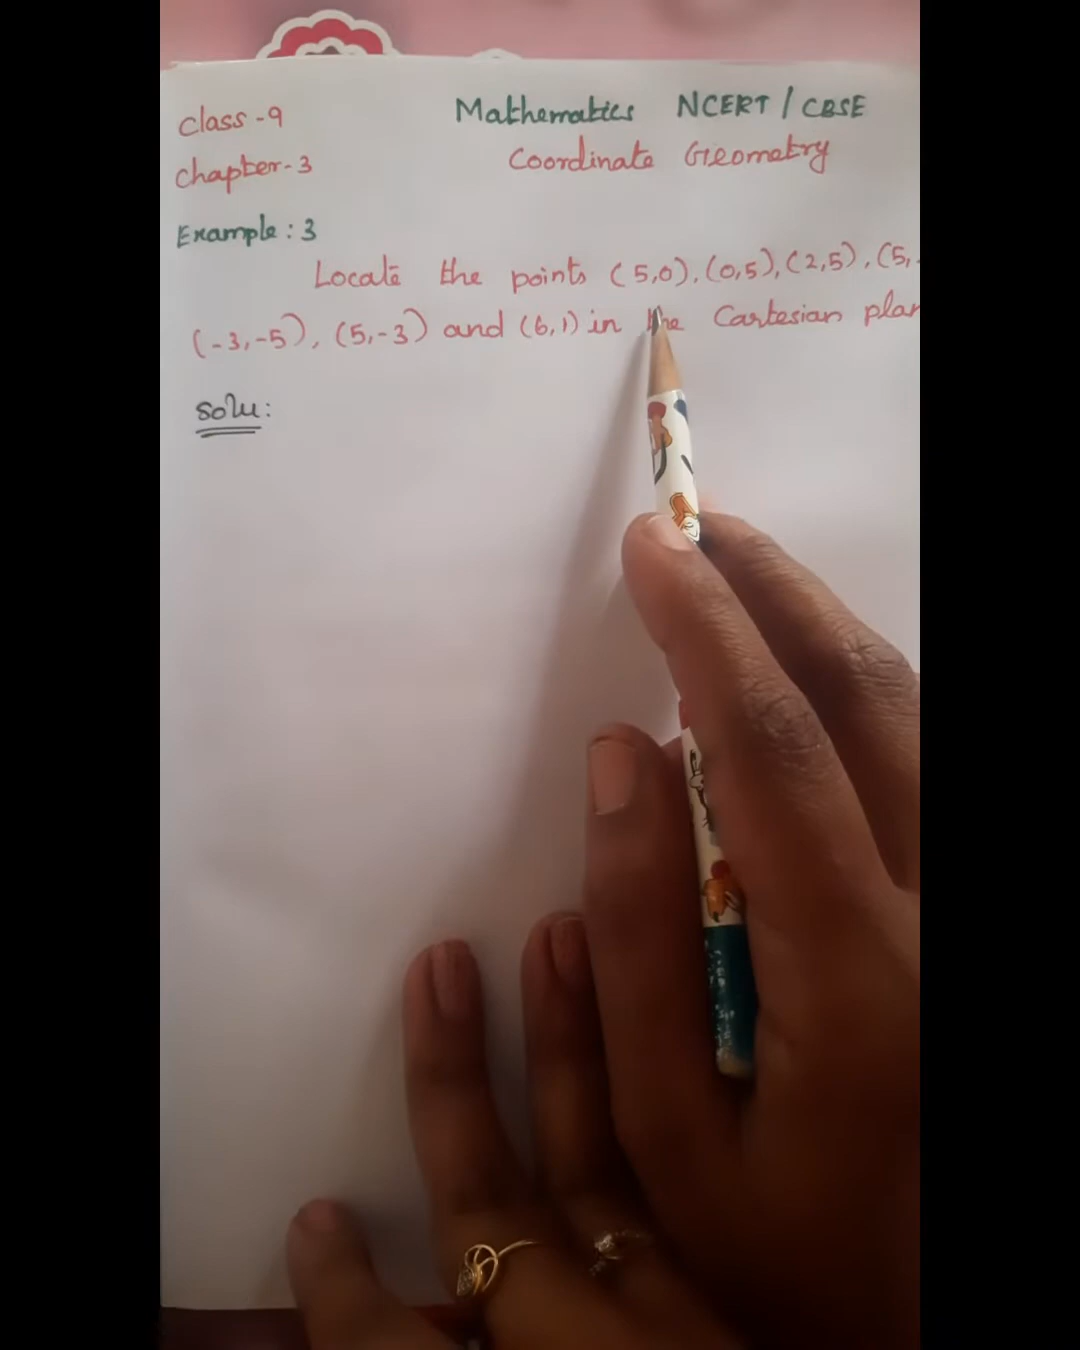 Class-9
Mathematics NCERT / CBSE
Chapter-3
Coordinate Geometry
Example: 3
Locate the points (5,0), (0,5), (2,5), (5,
(-3,-5), (5,-3) and (6,1) in the Cartesian
Solu: